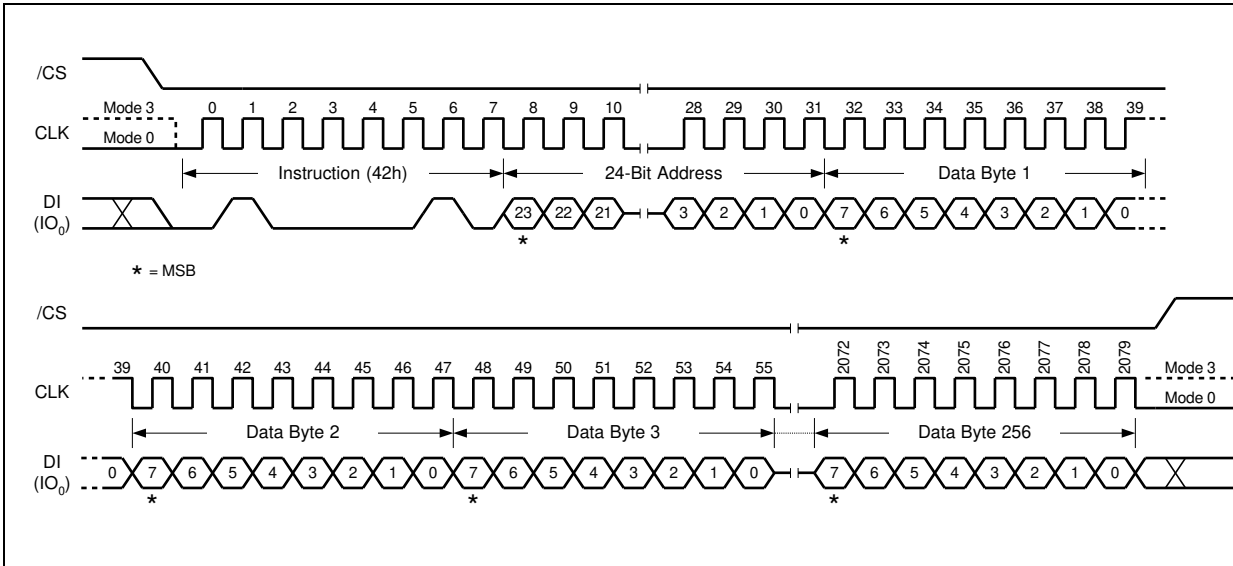 /CS
Mode 3
0 1 2 3 4 5 6 7 8 9 10 28 29 30 31 32 33 34 35 36 37 38 39
CLK
Mode 0
Instruction (42h) 24-Bit Address Data Byte 1
DI
(IO0)
23 22 21 3 2 1 0 7 6 5 4 3 2 1 0
* *
* = MSB
/CS
39 40 41 42 43 44 45 46 47 48 49 50 51 52 53 54 55 2072 2073 2074 2075 2076 2077 2078 2079
Mode 3
CLK
Mode 0
Data Byte 2 Data Byte 3 Data Byte 256
DI
(IO0)
0 7 6 5 4 3 2 1 0 7 6 5 4 3 2 1 0 7 6 5 4 3 2 1 0
* * *